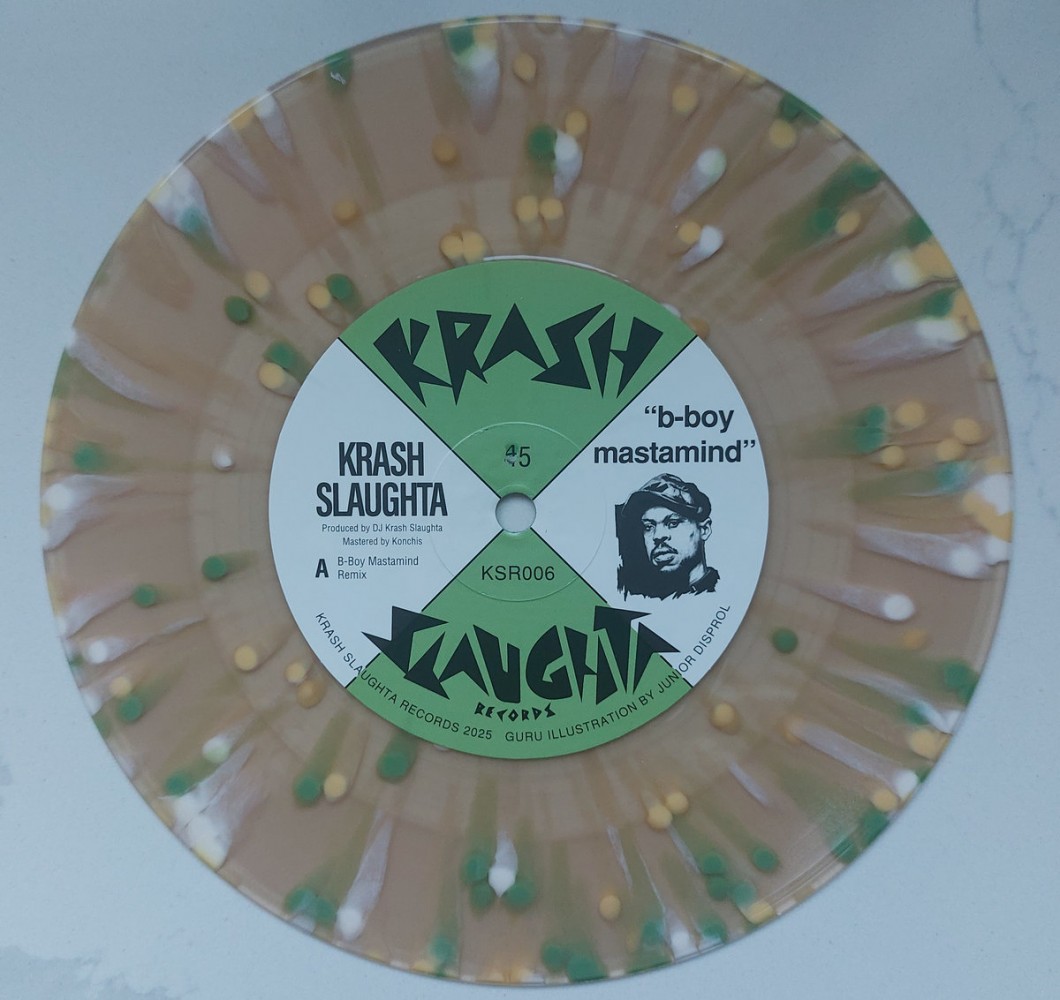 KRASH
“b-boy
mastamind”
45
KRASH
SLAUGHTA
Produced by DJ Krash Slaughta
Mastered by Konchis
A B-Boy Mastamind
Remix
KSR006
SLAUGHTA
RECORDS
KRASH SLAUGHTA RECORDS 2025 GURU ILLUSTRATION BY JUNIOR DISPROL